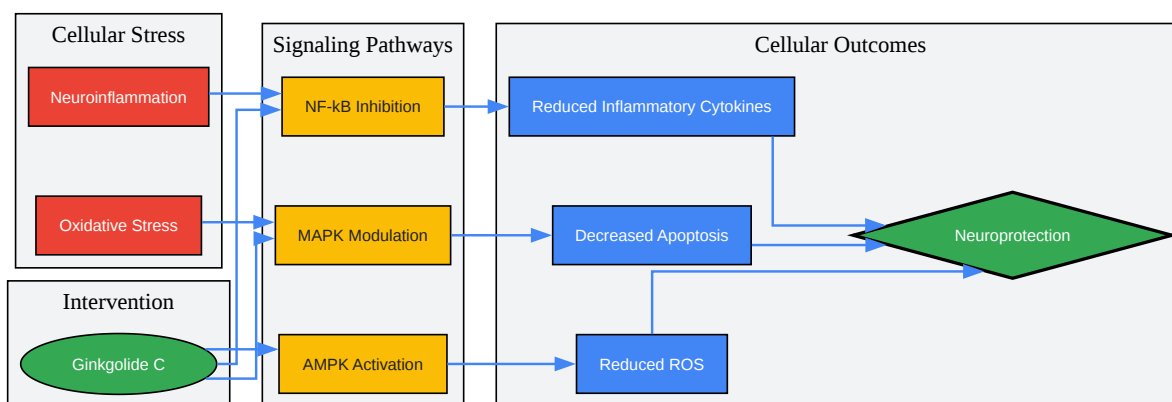 Cellular Stress
Neuroinflammation
Oxidative Stress
Intervention
Ginkgolide C
Signaling Pathways
NF-kB Inhibition
MAPK Modulation
AMPK Activation
Cellular Outcomes
Reduced Inflammatory Cytokines
Decreased Apoptosis
Reduced ROS
Neuroprotection